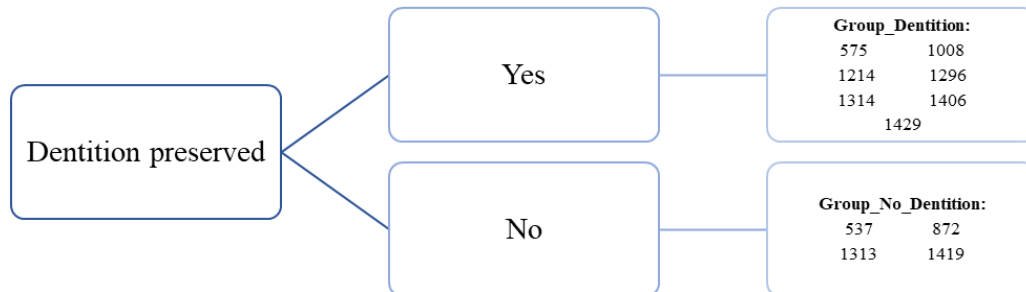 Dentition preserved
Yes
Group_Dentition:
575 1008
1214 1296
1314 1406
1429
No
Group_No_Dentition:
537 872
1313 1419